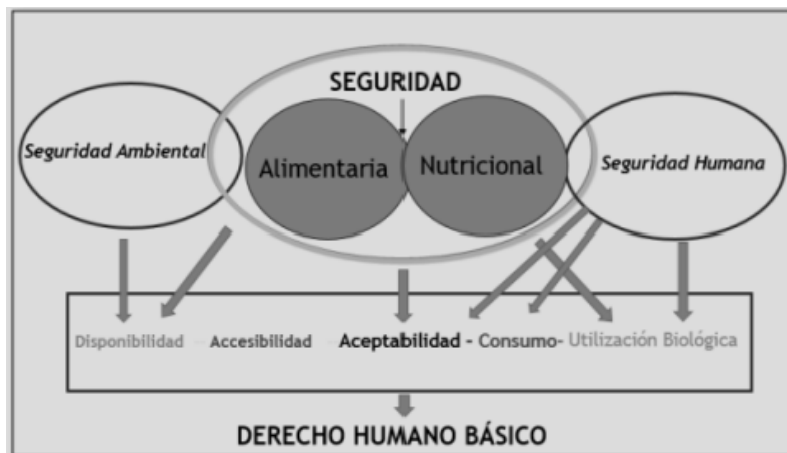 SEGURIDAD
Seguridad Ambiental
Alimentaria
Nutricional
Seguridad Humana
Disponibilidad - Accesibilidad - Aceptabilidad - Consumo- Utilización Biológica
DERECHO HUMANO BÁSICO